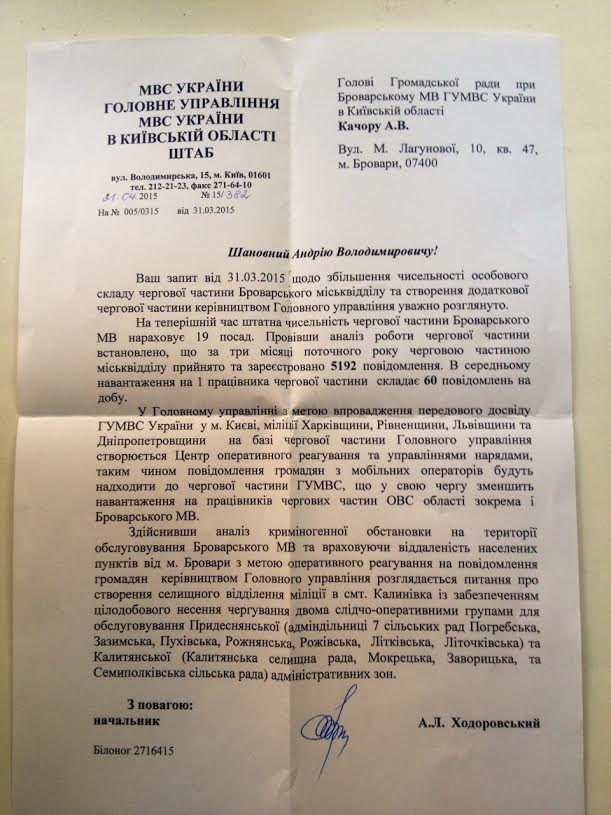 МВС УКРАЇНИ
ГОЛОВНЕ УПРАВЛІННЯ
МВС УКРАЇНИ
В КИЇВСЬКІЙ ОБЛАСТІ
ШТАБ
вул. Володимирська, 15, м. Київ, 01601
тел. 212-21-23, факс 271-64-10
21.04 2015 № 15/382
На № 005/0315 від 31.03.2015
Голові Громадської ради при
Броварському МВ ГУМВС України
в Київській області
Качору А.В.
Вул. М. Лагунової, 10, кв. 47,
м. Бровари, 07400
Шановний Андрію Володимировичу!
Ваш запит від 31.03.2015 щодо збільшення чисельності особового
складу чергової частини Броварського міськвідділу та створення додаткової
чергової частини керівництвом Головного управління уважно розглянуто.
На теперішній час штатна чисельність чергової частини Броварського
МВ нараховує 19 посад. Провівши аналіз роботи чергової частини
встановлено, що за три місяці поточного року черговою частиною
міськвідділу прийнято та зареєстровано 5192 повідомлення. В середньому
навантаження на 1 працівника чергової частини складає 60 повідомлень на
добу.
У Головному управлінні з метою впровадження передового досвіду
ГУМВС України у м. Києві, міліції Харківщини, Рівненщини, Львівщини та
Дніпропетровщини на базі чергової частини Головного управління
створюється Центр оперативного реагування та управліннями нарядами,
таким чином повідомлення громадян з мобільних операторів будуть
надходити до чергової частини ГУМВС, що у свою чергу зменшить
навантаження на працівників чергових частин ОВС області зокрема і
Броварського МВ.
Здійснивши аналіз криміногенної обстановки на території
обслуговування Броварського МВ та враховуючи віддаленість населених
пунктів від м. Бровари з метою оперативного реагування на повідомлення
громадян керівництвом Головного управління розглядається питання про
створення селищного відділення міліції в смт. Калинівка із забезпеченням
цілодобового несення чергування двома слідчо-оперативними групами для
обслуговування Придеснянської (адміндільниці 7 сільських рад Погребська,
Зазимська, Пухівська, Рожнянська, Рожівська, Літківська, Літочківська) та
Калитянської (Калитянська селищна рада, Мокрецька, Заворицька, та
Семиполківська сільська рада) адміністративних зон.
З повагою:
начальник
А.Л. Ходоровський
Білоног 2716415